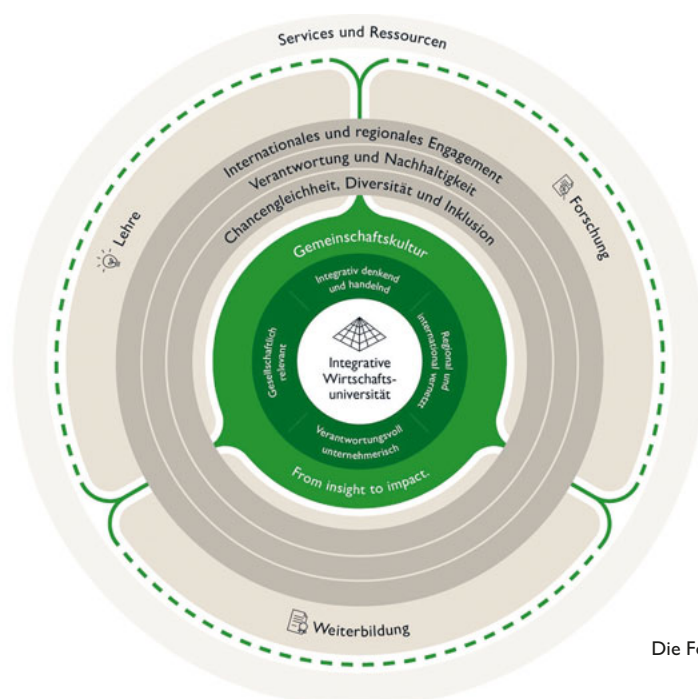 Services und Ressourcen
Internationales und regionales Engagement
Verantwortung und Nachhaltigkeit
Chancengleichheit, Diversität und Inklusion
Lehre
Forschung
Gemeinschaftskultur
Integrativ denkend
und handelnd
Gesellschaftlich
relevant
Regional und
international vernetzt
Integrative
Wirtschafts-
universität
Verantwortungsvoll
unternehmerisch
From insight to impact.
Weiterbildung
Die